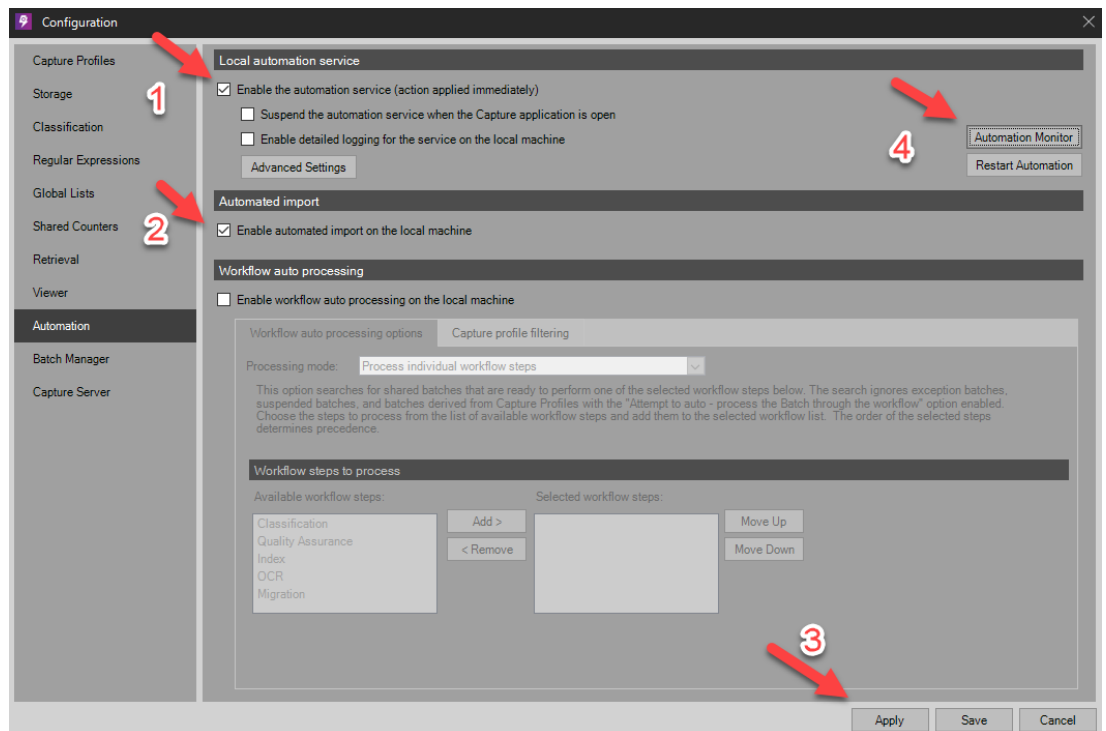 Configuration
Capture Profiles
Storage
Classification
Regular Expressions
Global Lists
Shared Counters
Retrieval
Viewer
Automation
Batch Manager
Capture Server
1
2
Local automation service
Enable the automation service (action applied immediately)
Suspend the automation service when the Capture application is open
Enable detailed logging for the service on the local machine
Advanced Settings
4
Automation Monitor
Restart Automation
Automated import
Enable automated import on the local machine
Workflow auto processing
Enable workflow auto processing on the local machine
Workflow auto processing options
Capture profile filtering
Processing mode:
Process individual workflow steps
This option searches for shared batches that are ready to perform one of the selected workflow steps below. The search ignores exception batches,
suspended batches, and batches derived from Capture Profiles with the "Attempt to auto - process the Batch through the workflow" option enabled.
Choose the steps to process from the list of available workflow steps and add them to the selected workflow list. The order of the selected steps
determines precedence.
Workflow steps to process
Available workflow steps:
Selected workflow steps:
Classification
Quality Assurance
Index
OCR
Migration
Add >
< Remove
Move Up
Move Down
3
Apply
Save
Cancel